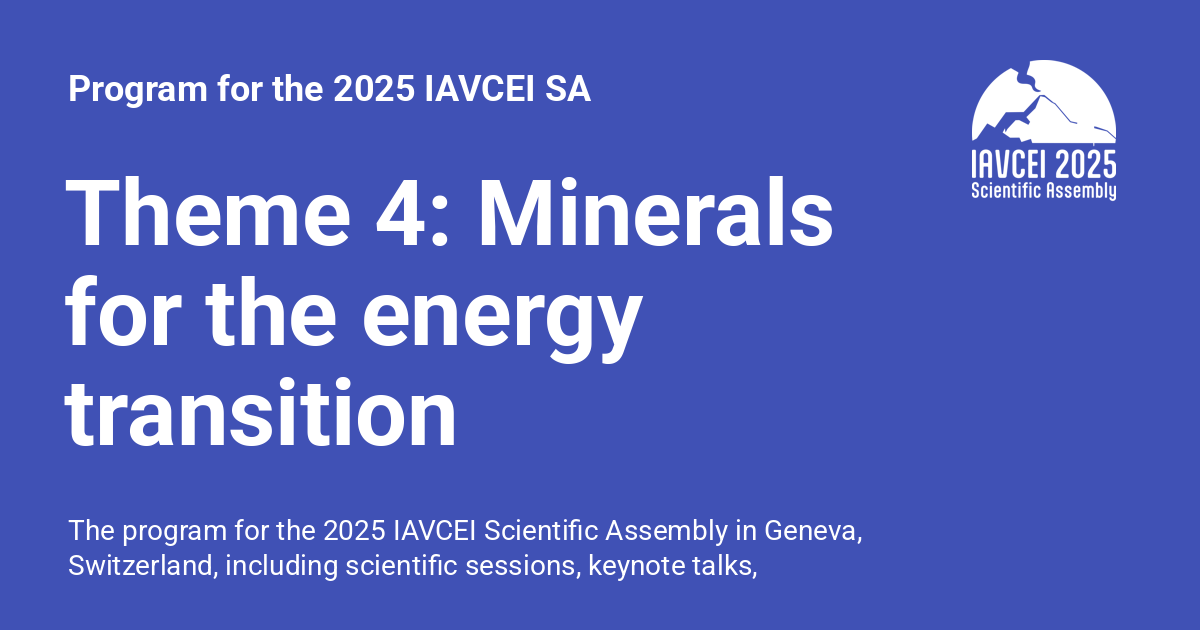 Program for the 2025 IAVCEI SA
IAVCEI 2025
Scientific Assembly
Theme 4: Minerals
for the energy
transition
The program for the 2025 IAVCEI Scientific Assembly in Geneva,
Switzerland, including scientific sessions, keynote talks,